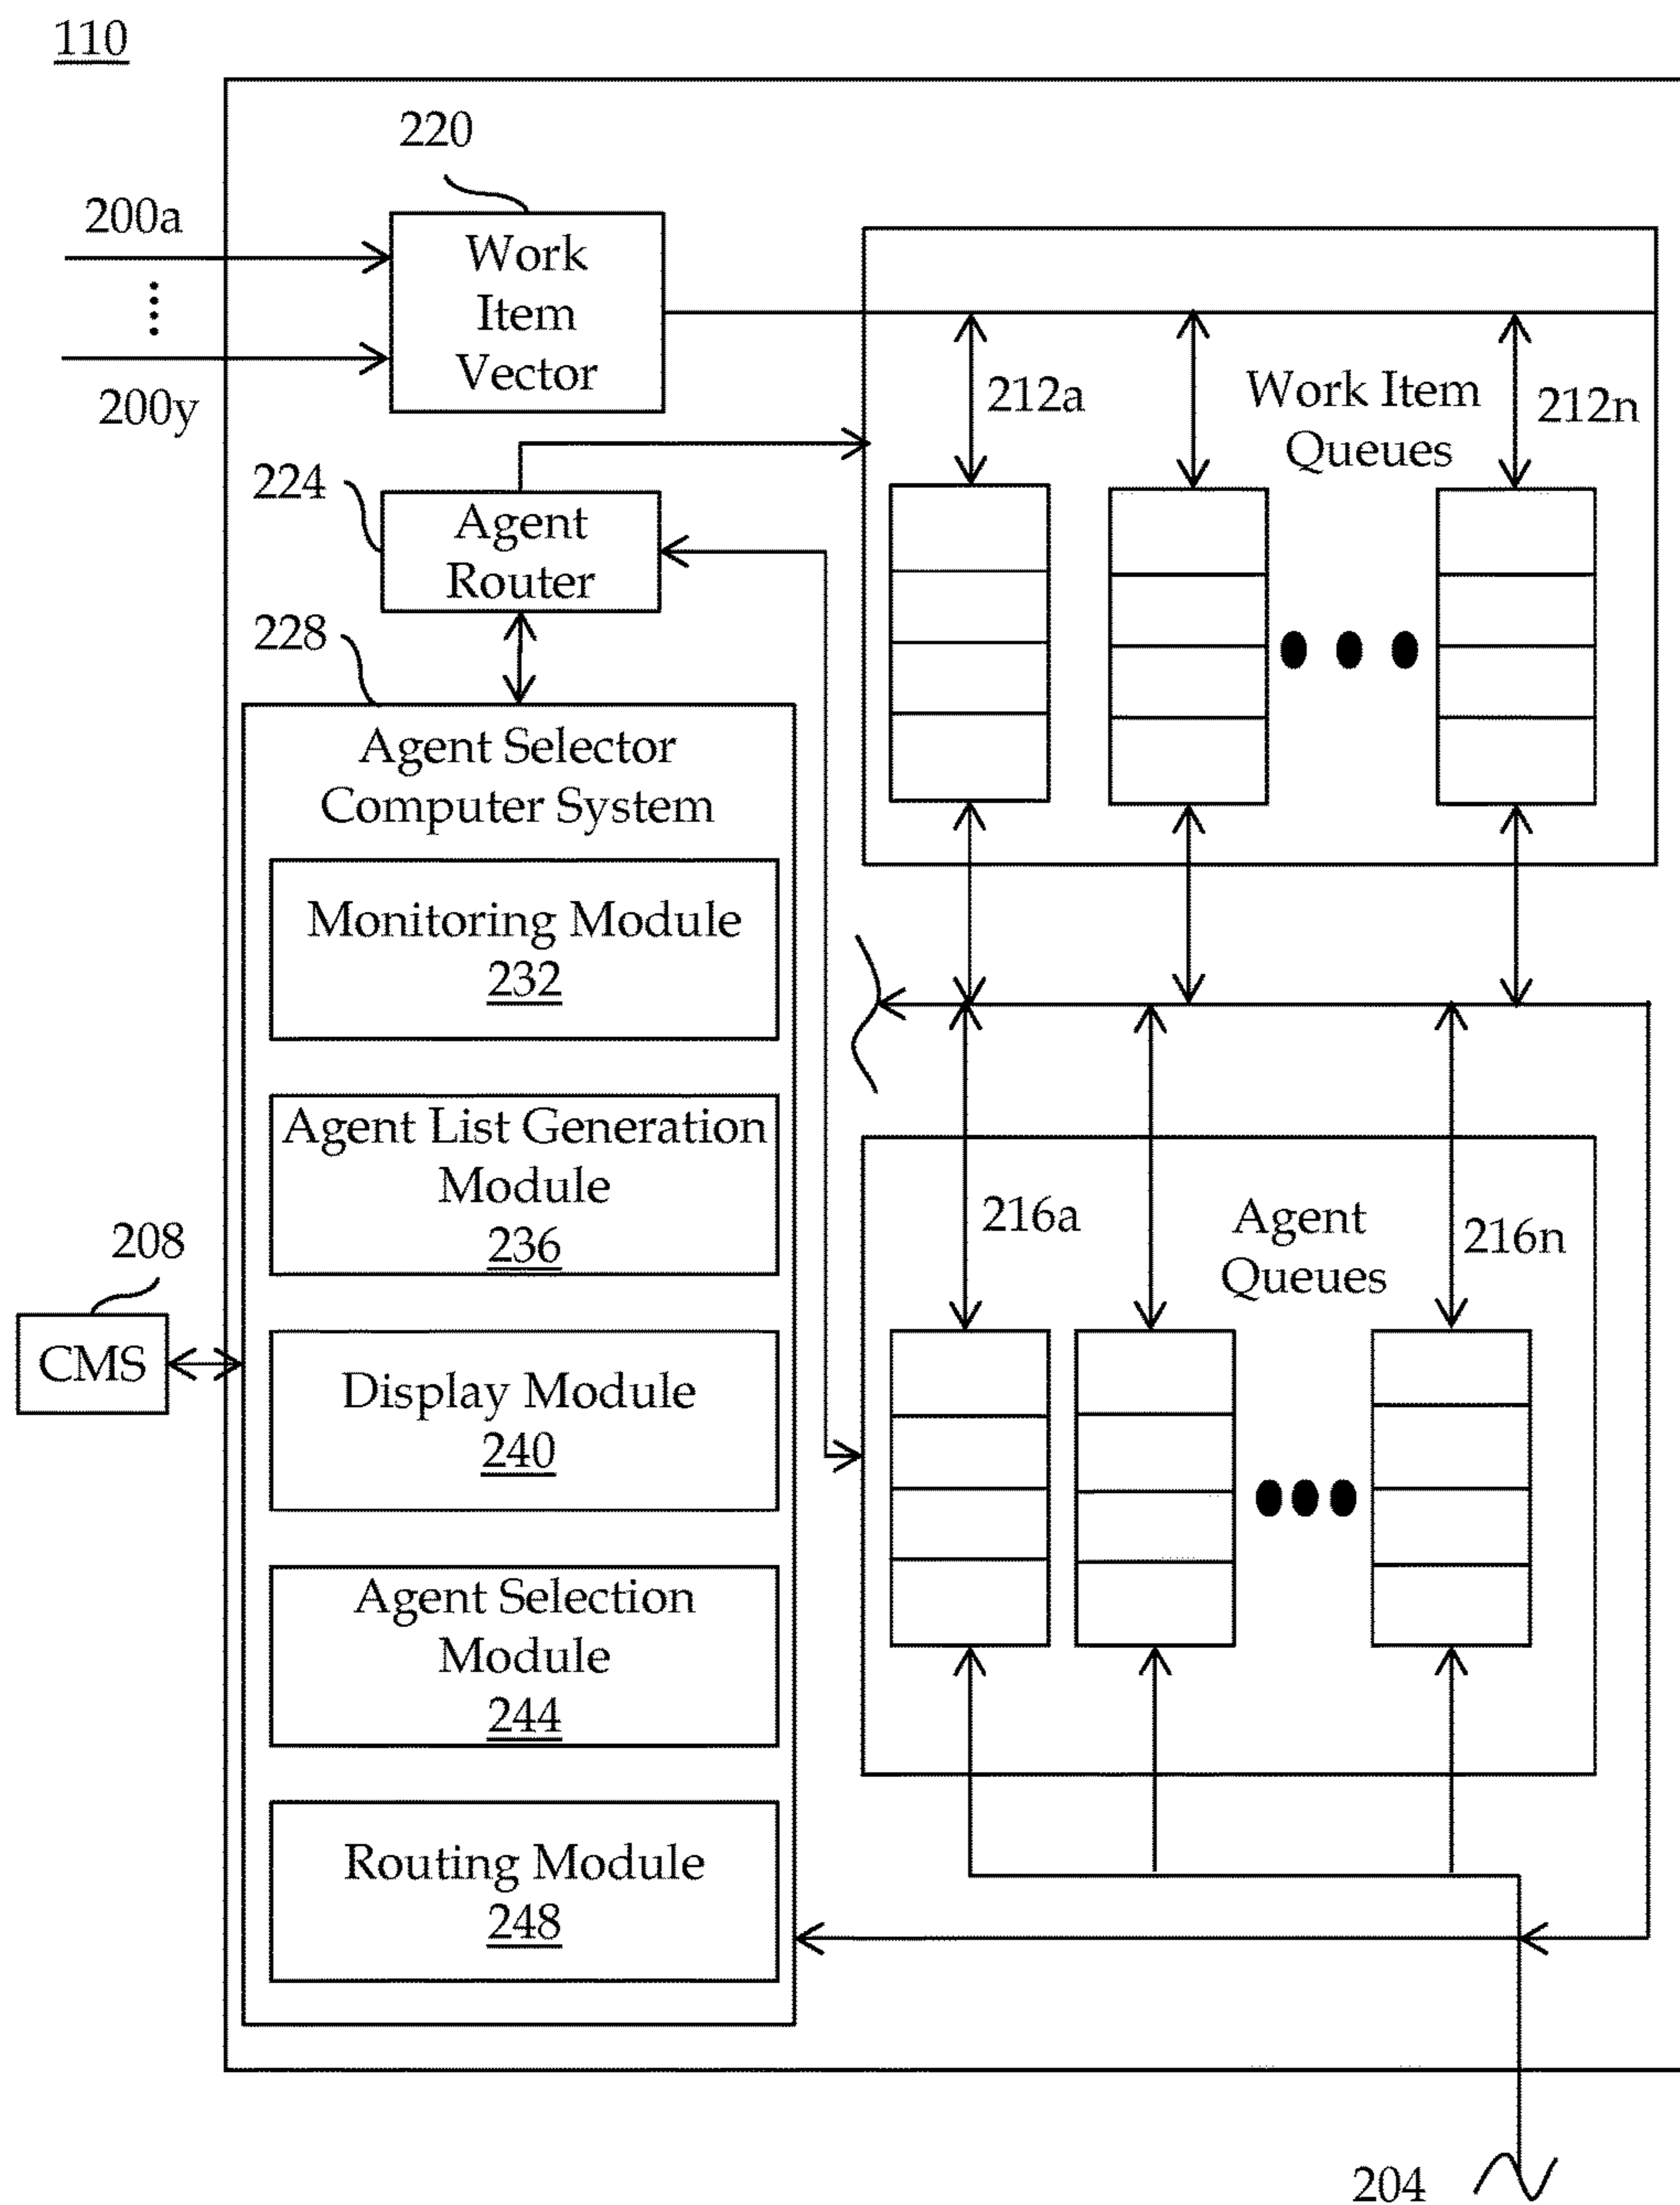 110
220
200a
Work
Item
Vector
200y
212a
Work Item
Queues
212n
224
Agent
Router
228
Agent Selector
Computer System
Monitoring Module
232
Agent List Generation
Module
236
208
CMS
216a
Agent
Queues
216n
Display Module
240
Agent Selection
Module
244
Routing Module
248
204